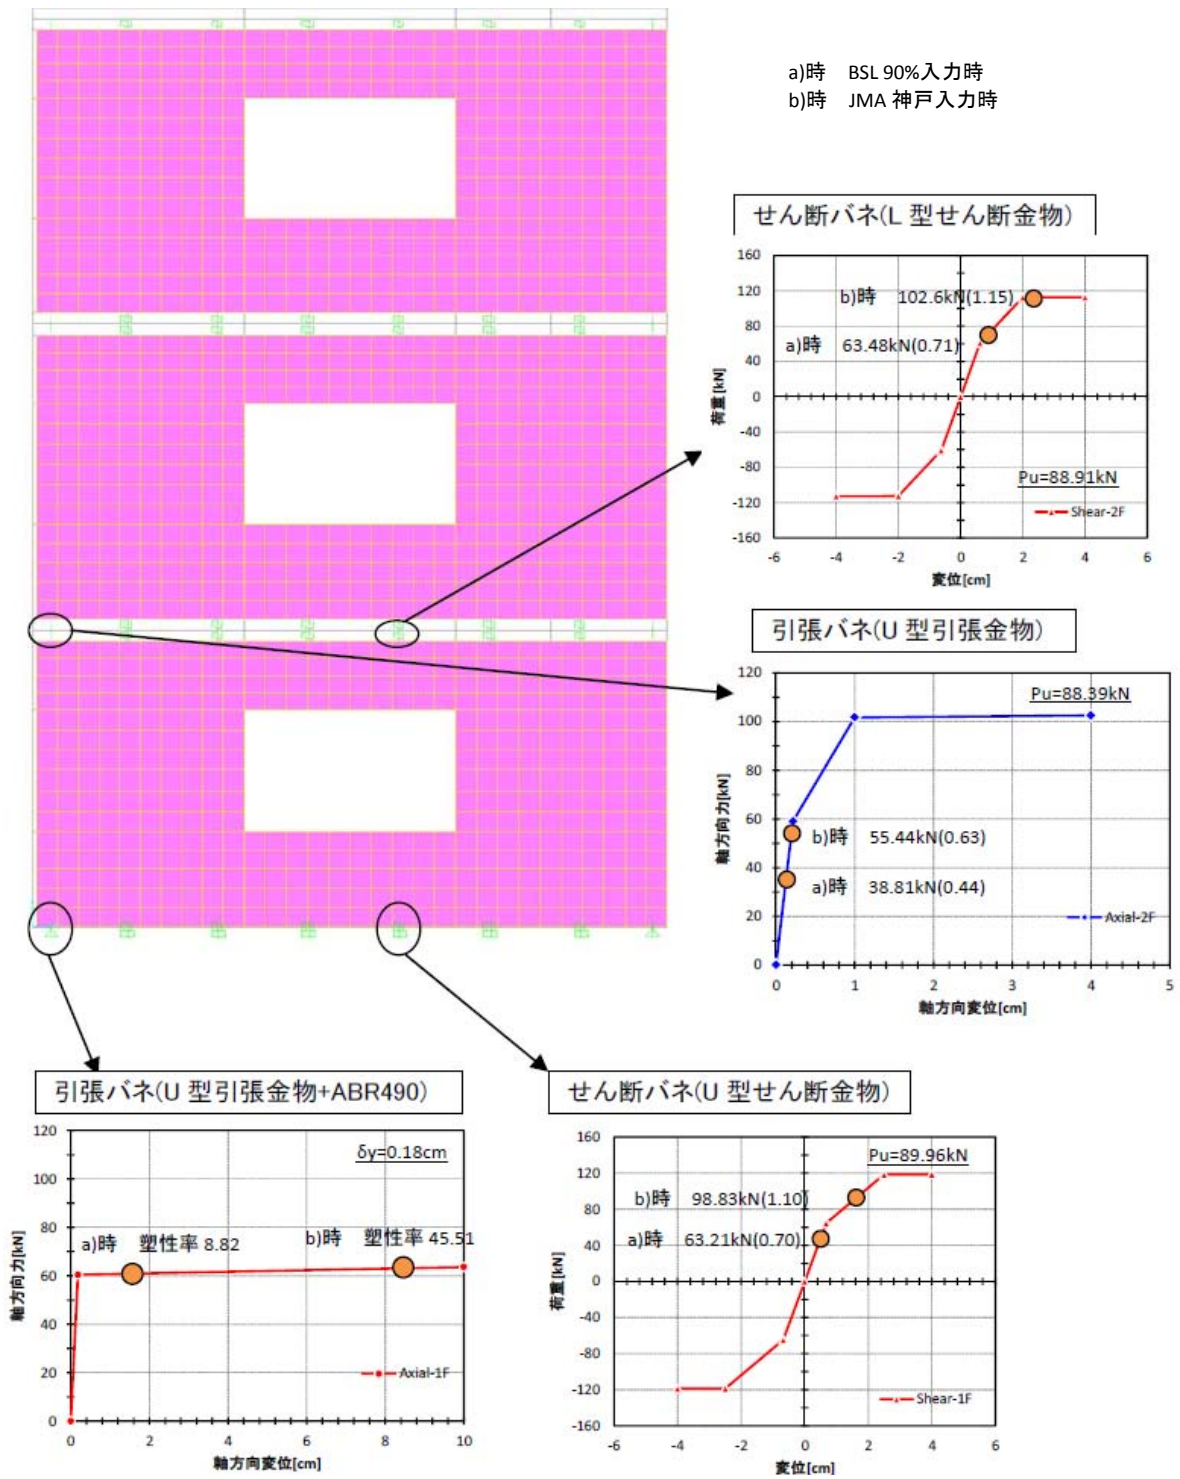 a)時 BSL 90%入力時
b)時 JMA 神戸入力時
せん断バネ(L 型せん断金物)
160
120
80
40
0
-40
-80
-120
-160
荷重[kN]
b)時 102.6kN(1.15)
a)時 63.48kN(0.71)
Pu=88.91kN
Shear-2F
-6 -4 -2 0 2 4 6
変位[cm]
引張バネ(U 型引張金物)
120
100
80
60
40
20
0
軸方向力[kN]
Pu=88.39kN
b)時 55.44kN(0.63)
a)時 38.81kN(0.44)
Axial-2F
0 1 2 3 4 5
軸方向変位[cm]
引張バネ(U 型引張金物+ABR490)
120
100
80
60
40
20
0
軸方向力[kN]
δy=0.18cm
a)時 塑性率 8.82
b)時 塑性率 45.51
Axial-1F
0 2 4 6 8 10
軸方向変位[cm]
せん断バネ(U 型せん断金物)
160
120
80
40
0
-40
-80
-120
-160
荷重[kN]
Pu=89.96kN
b)時 98.83kN(1.10)
a)時 63.21kN(0.70)
Shear-1F
-6 -4 -2 0 2 4 6
変位[cm]